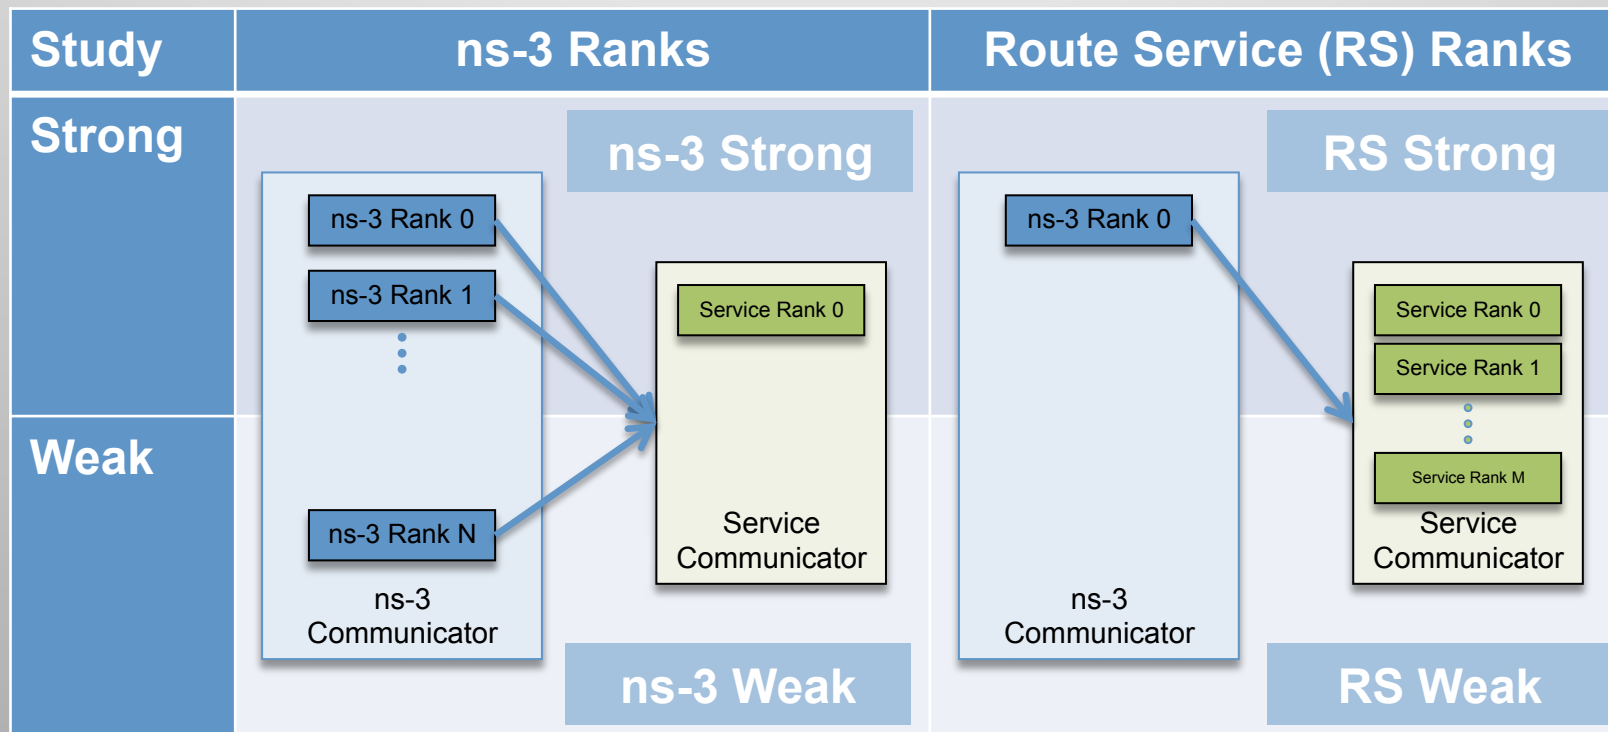 Study
ns-3 Ranks
Route Service (RS) Ranks
Strong
ns-3 Strong
ns-3 Rank 0
ns-3 Rank 1
ns-3 Rank N
ns-3
Communicator
Service Rank 0
Service
Communicator
RS Strong
ns-3 Rank 0
ns-3
Communicator
Service Rank 0
Service Rank 1
Service Rank M
Service
Communicator
Weak
ns-3 Weak
RS Weak